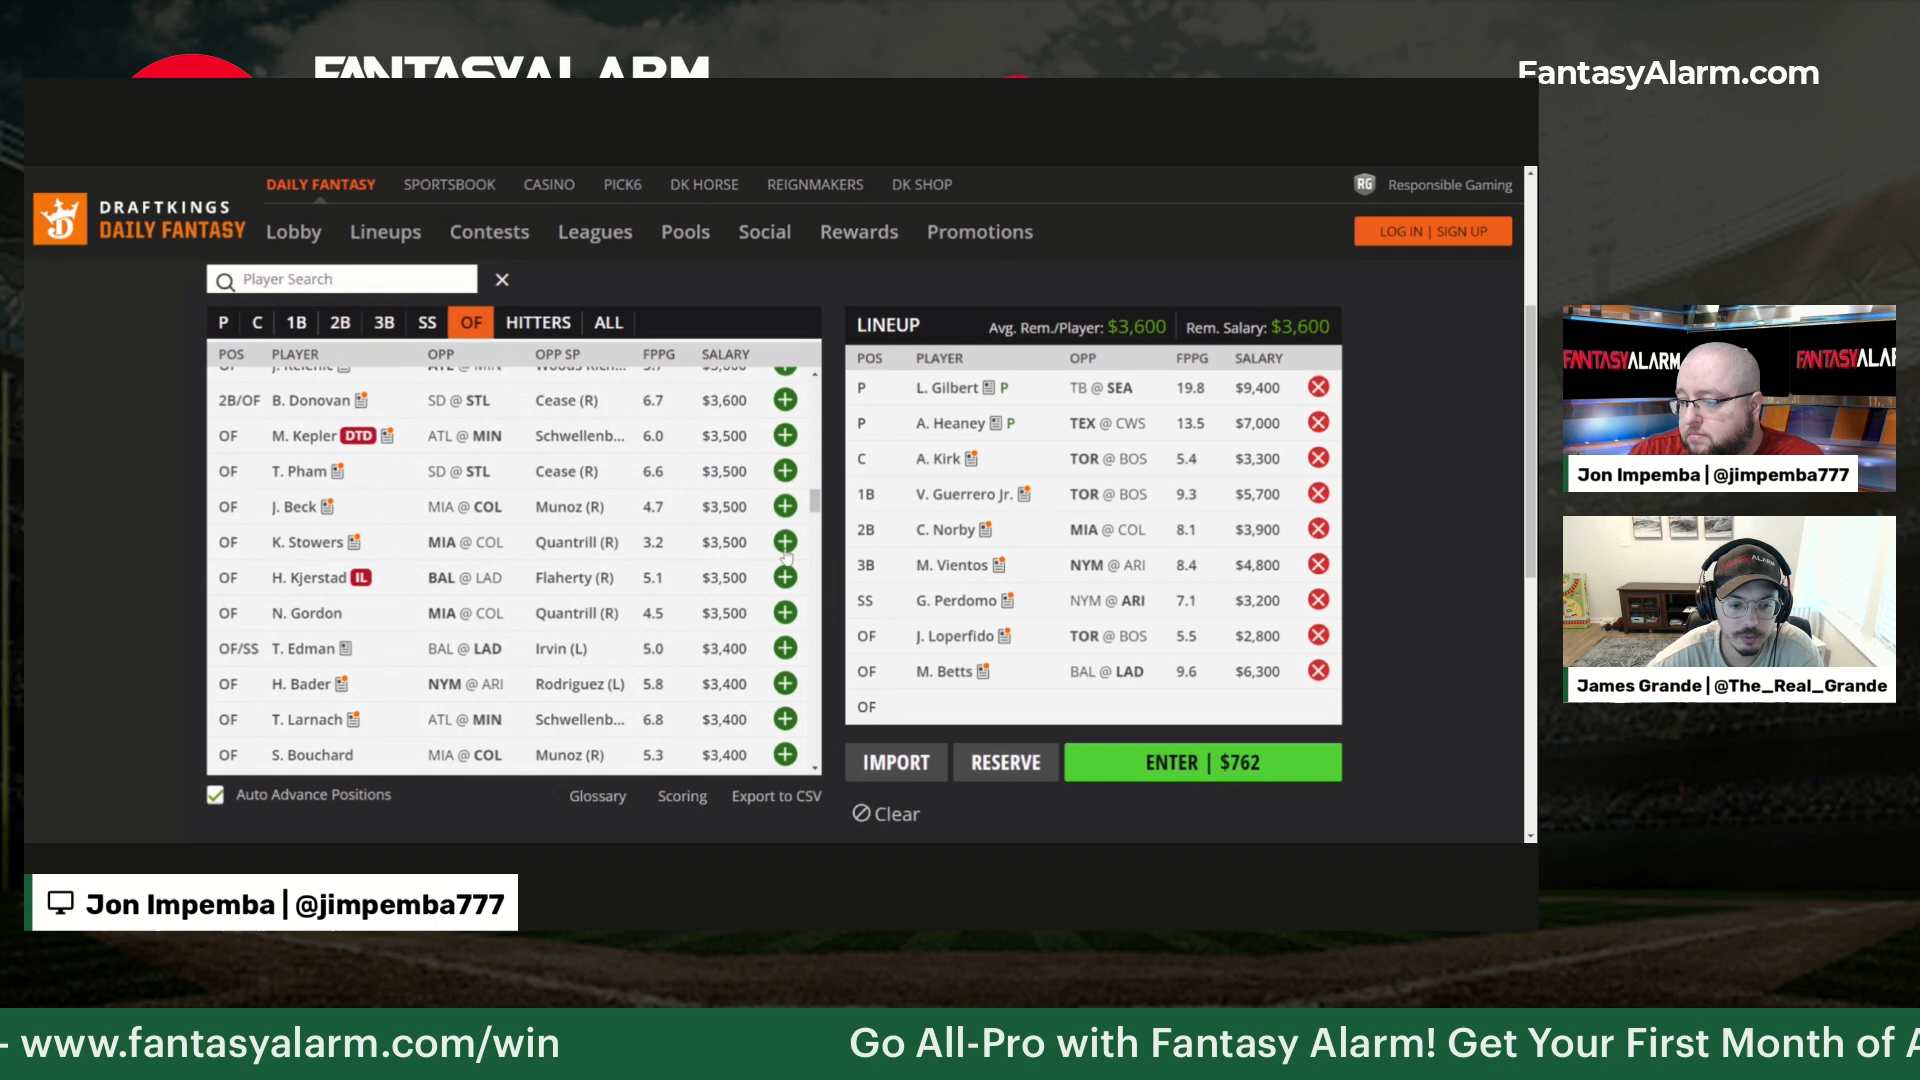 FANTASYALARM
FantasyAlarm.com
DAILY FANTASY SPORTSBOOK CASINO PICK6 DK HORSE REIGNMAKERS DK SHOP
RG Responsible Gaming
DRAFTKINGS
DAILY FANTASY
Lobby Lineups Contests Leagues Pools Social Rewards Promotions
LOG IN | SIGN UP
Player Search
P C 1B 2B 3B SS OF HITTERS ALL
POS PLAYER OPP OPP SP FPPG SALARY
2B/OF B. Donovan SD @ STL Cease (R) 6.7 $3,600
OF M. Kepler DTD ATL @ MIN Schwellenb... 6.0 $3,500
OF T. Pham SD @ STL Cease (R) 6.6 $3,500
OF J. Beck MIA @ COL Munoz (R) 4.7 $3,500
OF K. Stowers MIA @ COL Quantrill (R) 3.2 $3,500
OF H. Kjerstad IL BAL @ LAD Flaherty (R) 5.1 $3,500
OF N. Gordon MIA @ COL Quantrill (R) 4.5 $3,500
OF/SS T. Edman BAL @ LAD Irvin (L) 5.0 $3,400
OF H. Bader NYM @ ARI Rodriguez (L) 5.8 $3,400
OF T. Larnach ATL @ MIN Schwellenb... 6.8 $3,400
OF S. Bouchard MIA @ COL Munoz (R) 5.3 $3,400
Auto Advance Positions
Glossary Scoring Export to CSV
LINEUP Avg. Rem./Player: $3,600 Rem. Salary: $3,600
POS PLAYER OPP FPPG SALARY
P L. Gilbert P TB @ SEA 19.8 $9,400
P A. Heaney P TEX @ CWS 13.5 $7,000
C A. Kirk TOR @ BOS 5.4 $3,300
1B V. Guerrero Jr. TOR @ BOS 9.3 $5,700
2B C. Norby MIA @ COL 8.1 $3,900
3B M. Vientos NYM @ ARI 8.4 $4,800
SS G. Perdomo NYM @ ARI 7.1 $3,200
OF J. Loperfido TOR @ BOS 5.5 $2,800
OF M. Betts BAL @ LAD 9.6 $6,300
OF
IMPORT RESERVE ENTER | $762
Clear
FANTASYALARM FANTASYALAR
Jon Impemba | @jimpemba777
James Grande | @The_Real_Grande
Jon Impemba | @jimpemba777
- www.fantasyalarm.com/win Go All-Pro with Fantasy Alarm! Get Your First Month of A